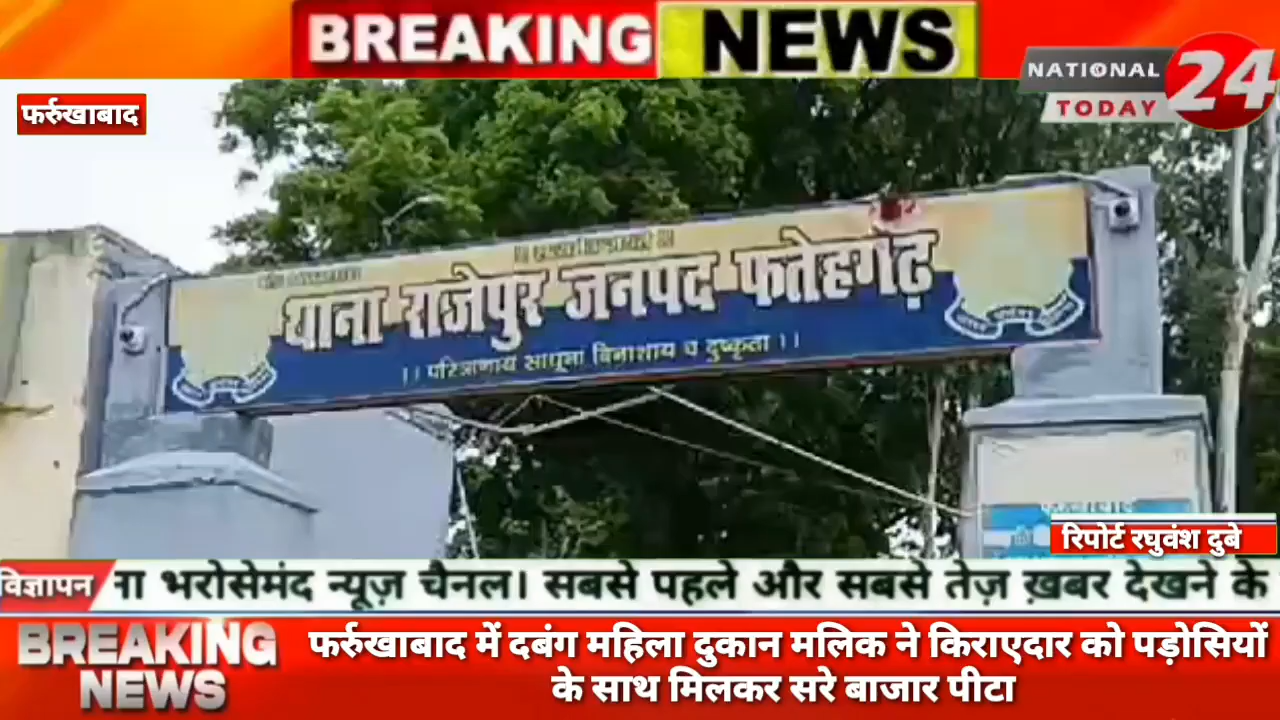 BREAKING NEWS
NATIONAL
TODAY
24
फर्रुखाबाद
थाना राजेपुर जनपद फतेहगढ़
।। परित्राणाय साधूनां विनाशाय च दुष्कृतां ।।
रिपोर्ट रघुवंश दुबे
विज्ञापन
ना भरोसेमंद न्यूज़ चैनल। सबसे पहले और सबसे तेज़ ख़बर देखने के
BREAKING
NEWS
फर्रुखाबाद में दबंग महिला दुकान मलिक ने किराएदार को पड़ोसियों
के साथ मिलकर सरे बाजार पीटा